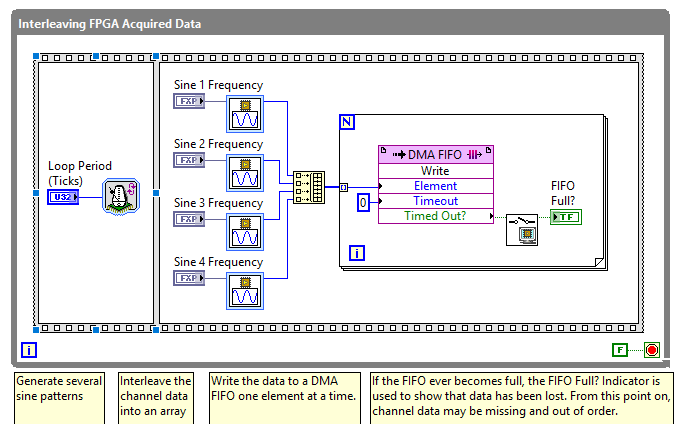 Interleaving FPGA Acquired Data
Loop Period
(Ticks)
U32
Sine 1 Frequency
FXP
Sine 2 Frequency
FXP
Sine 3 Frequency
FXP
Sine 4 Frequency
FXP
N
DMA FIFO
Write
Element
0
Timeout
Timed Out?
FIFO
Full?
TF
i
i
F
Generate several
sine patterns
Interleave the
channel data
into an array
Write the data to a DMA
FIFO one element at a time.
If the FIFO ever becomes full, the FIFO Full? Indicator is
used to show that data has been lost. From this point on,
channel data may be missing and out of order.